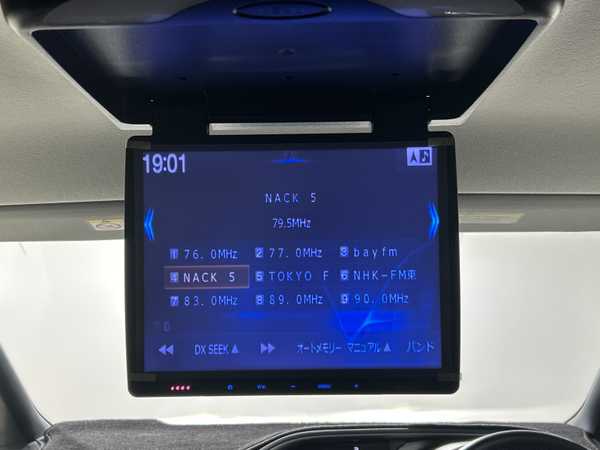 19:01
NACK 5
79.5MHz
1 76.0MHz 2 77.0MHz 3 bayfm
4 NACK 5 5 TOKYO F 6 NHK-FM東
7 83.0MHz 8 89.0MHz 9 90.0MHz
DX SEEK▲ オートメモリー マニュアル▲ バンド